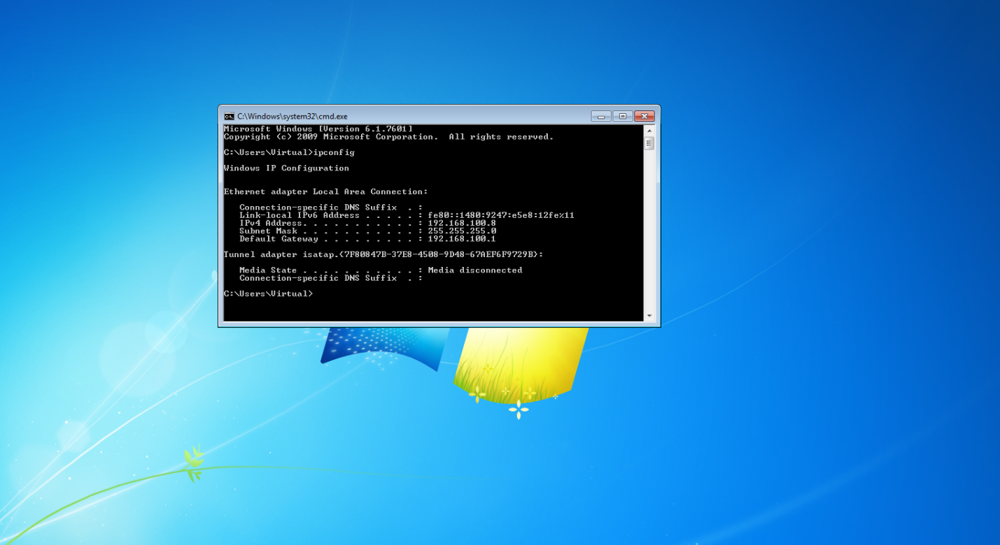 C:\Windows\system32\cmd.exe
Microsoft Windows [Version 6.1.7601]
Copyright (c) 2009 Microsoft Corporation.  All rights reserved.
C:\Users\Virtual>ipconfig
Windows IP Configuration
Ethernet adapter Local Area Connection:
   Connection-specific DNS Suffix  . :
   Link-local IPv6 Address . . . . . : fe80::1480:9247:e5e8:12fe%11
   IPv4 Address. . . . . . . . . . . : 192.168.100.8
   Subnet Mask . . . . . . . . . . . : 255.255.255.0
   Default Gateway . . . . . . . . . : 192.168.100.1
Tunnel adapter isatap.{7F80847B-37E8-4508-9D48-67AEF6F9729B}:
   Media State . . . . . . . . . . . : Media disconnected
   Connection-specific DNS Suffix  . :
C:\Users\Virtual>